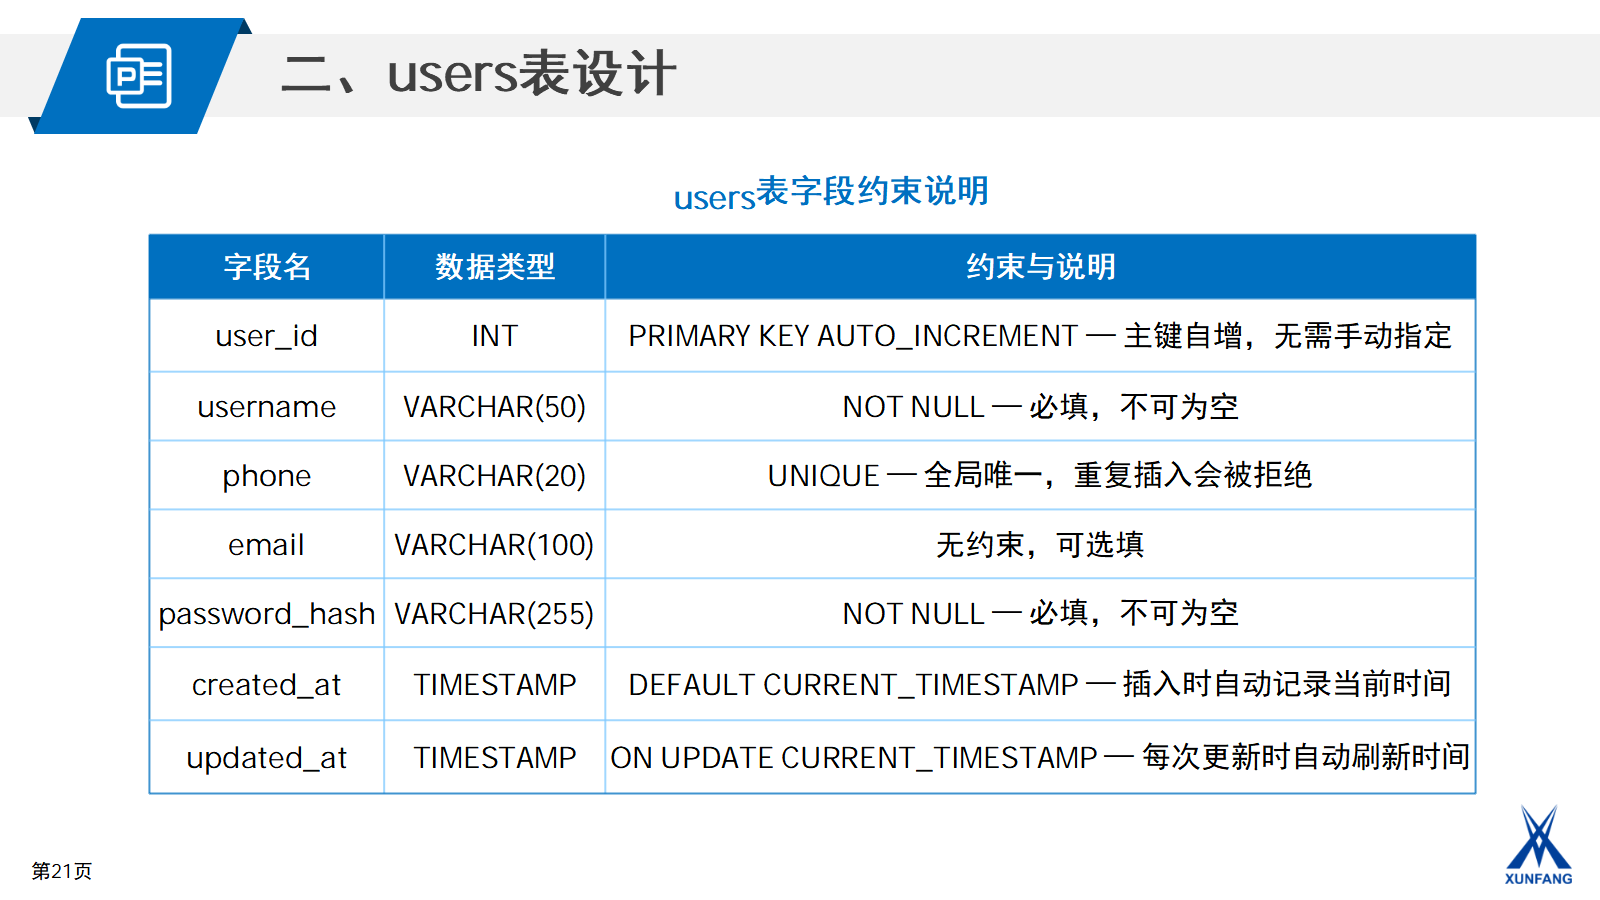 二、users表设计
users表字段约束说明
字段名 数据类型 约束与说明
user_id INT PRIMARY KEY AUTO_INCREMENT — 主键自增，无需手动指定
username VARCHAR(50) NOT NULL — 必填，不可为空
phone VARCHAR(20) UNIQUE — 全局唯一，重复插入会被拒绝
email VARCHAR(100) 无约束，可选填
password_hash VARCHAR(255) NOT NULL — 必填，不可为空
created_at TIMESTAMP DEFAULT CURRENT_TIMESTAMP — 插入时自动记录当前时间
updated_at TIMESTAMP ON UPDATE CURRENT_TIMESTAMP — 每次更新时自动刷新时间
第21页
XUNFANG